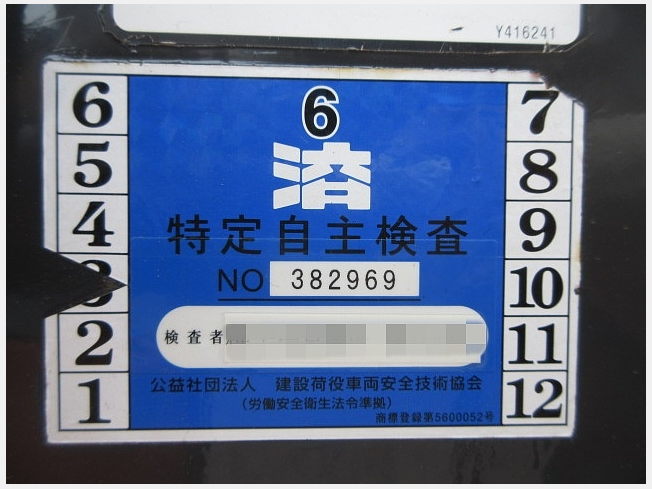 Y416241
6
済
特定自主検査
NO 382969
検査者
公益社団法人 建設荷役車両安全技術協会
(労働安全衛生法令準拠)
商標登録第5600052号
6
5
4
3
2
1
7
8
9
10
11
12